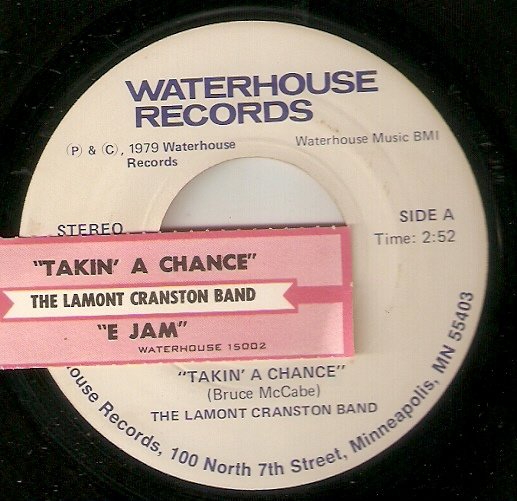 WATERHOUSE
RECORDS
Ⓟ & Ⓒ, 1979 Waterhouse
Records
Waterhouse Music BMI
STEREO
SIDE A
Time: 2:52
"TAKIN' A CHANCE"
THE LAMONT CRANSTON BAND
"E JAM"
WATERHOUSE 15002
"TAKIN' A CHANCE"
(Bruce McCabe)
THE LAMONT CRANSTON BAND
ouse Records, 100 North 7th Street, Minneapolis, MN 55403